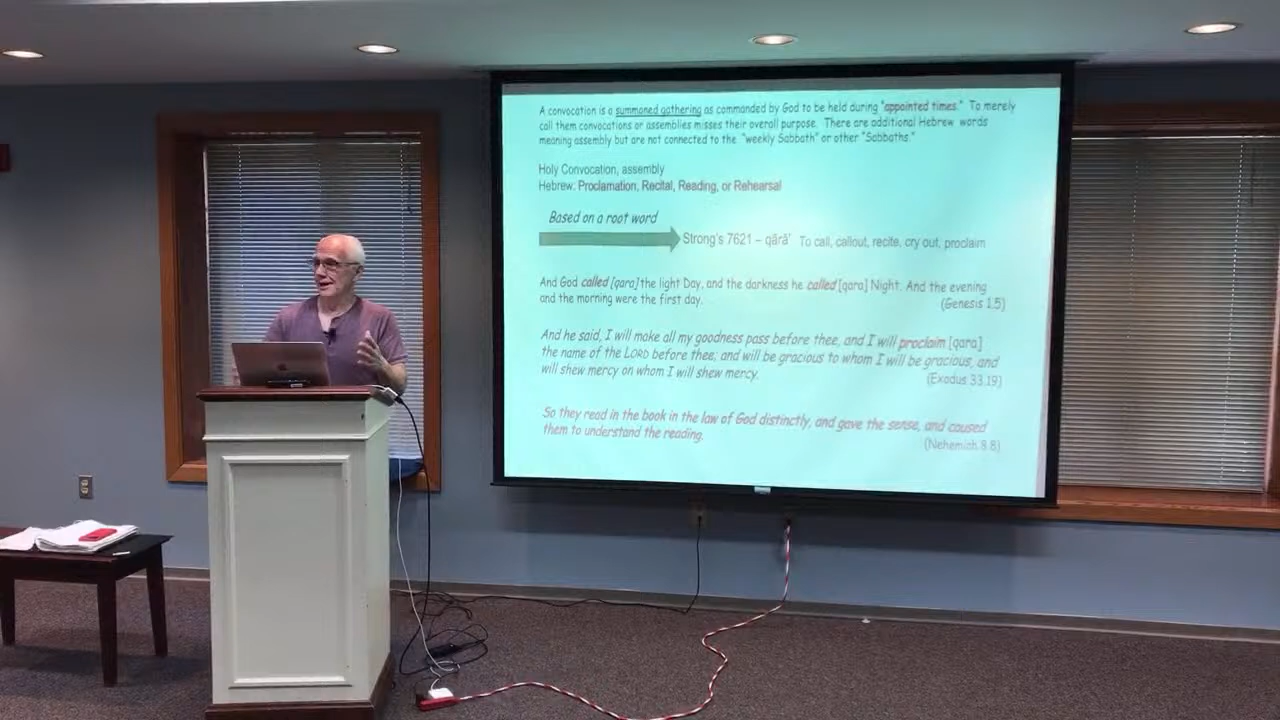 A convocation is a summoned gathering as commanded by God to be held during "appointed times." To merely
call them convocations or assemblies misses their overall purpose. There are additional Hebrew words
meaning assembly but are not connected to the "weekly Sabbath" or other "Sabbaths."
Holy Convocation, assembly
Hebrew: Proclamation, Recital, Reading, or Rehearsal
Based on a root word
Strong's 7621 – qārā' To call, callout, recite, cry out, proclaim
And God called [qara] the light Day, and the darkness he called [qara] Night. And the evening
and the morning were the first day.
(Genesis 1.5)
And he said, I will make all my goodness pass before thee, and I will proclaim [qara]
the name of the LORD before thee; and will be gracious to whom I will be gracious, and
will shew mercy on whom I will shew mercy.
(Exodus 33.19)
So they read in the book in the law of God distinctly, and gave the sense, and caused
them to understand the reading.
(Nehemiah 8.8)